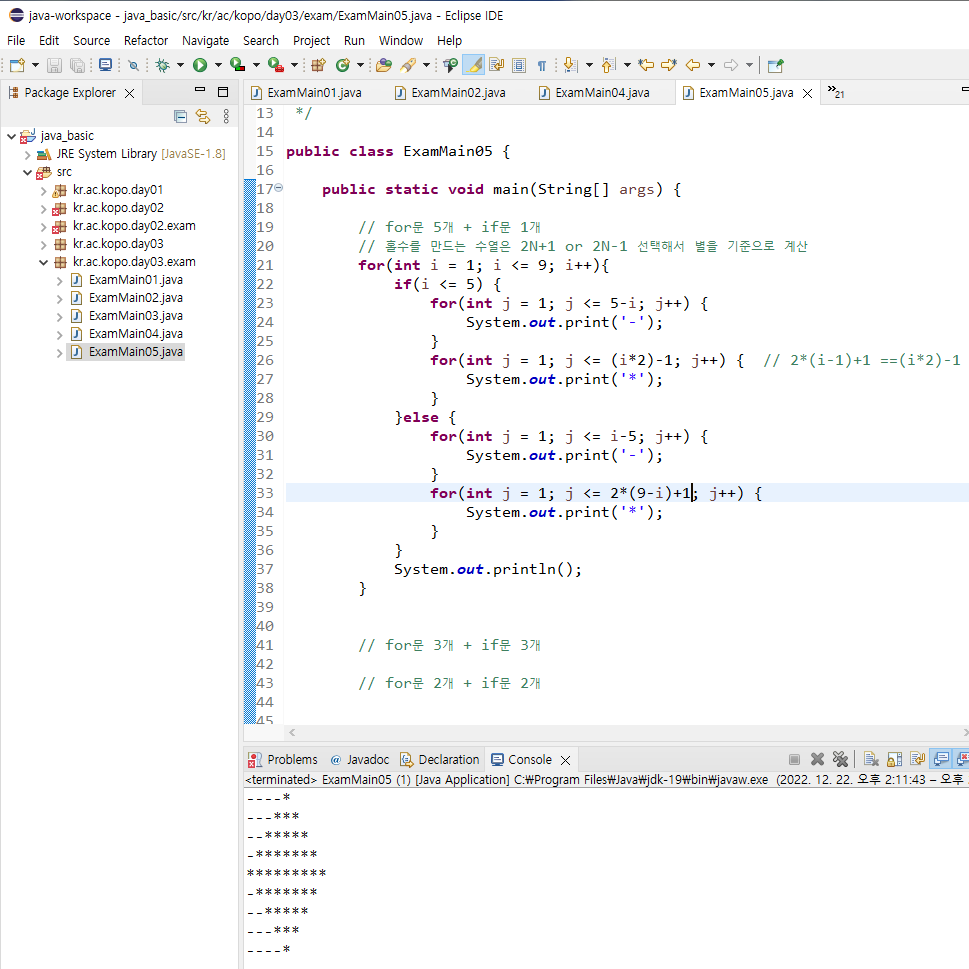 java-workspace - java_basic/src/kr/ac/kopo/day03/exam/ExamMain05.java - Eclipse IDE
File Edit Source Refactor Navigate Search Project Run Window Help
Package Explorer
java_basic
JRE System Library [JavaSE-1.8]
src
kr.ac.kopo.day01
kr.ac.kopo.day02
kr.ac.kopo.day02.exam
kr.ac.kopo.day03
kr.ac.kopo.day03.exam
ExamMain01.java
ExamMain02.java
ExamMain03.java
ExamMain04.java
ExamMain05.java
ExamMain01.java ExamMain02.java ExamMain04.java ExamMain05.java »21
13 */
14
15 public class ExamMain05 {
16
17 public static void main(String[] args) {
18
19 // for문 5개 + if문 1개
20 // 홀수를 만드는 수열은 2N+1 or 2N-1 선택해서 별을 기준으로 계산
21 for(int i = 1; i <= 9; i++){
22 if(i <= 5) {
23 for(int j = 1; j <= 5-i; j++) {
24 System.out.print('-');
25 }
26 for(int j = 1; j <= (i*2)-1; j++) { // 2*(i-1)+1 ==(i*2)-1
27 System.out.print('*');
28 }
29 }else {
30 for(int j = 1; j <= i-5; j++) {
31 System.out.print('-');
32 }
33 for(int j = 1; j <= 2*(9-i)+1; j++) {
34 System.out.print('*');
35 }
36 }
37 System.out.println();
38 }
39
40
41 // for문 3개 + if문 3개
42
43 // for문 2개 + if문 2개
44
45
Problems @ Javadoc Declaration Console
<terminated> ExamMain05 (1) [Java Application] C:₩Program Files₩Java₩jdk-19₩bin₩javaw.exe (2022. 12. 22. 오후 2:11:43 – 오후
----*
---***
--*****
-*******
*********
-*******
--*****
---***
----*